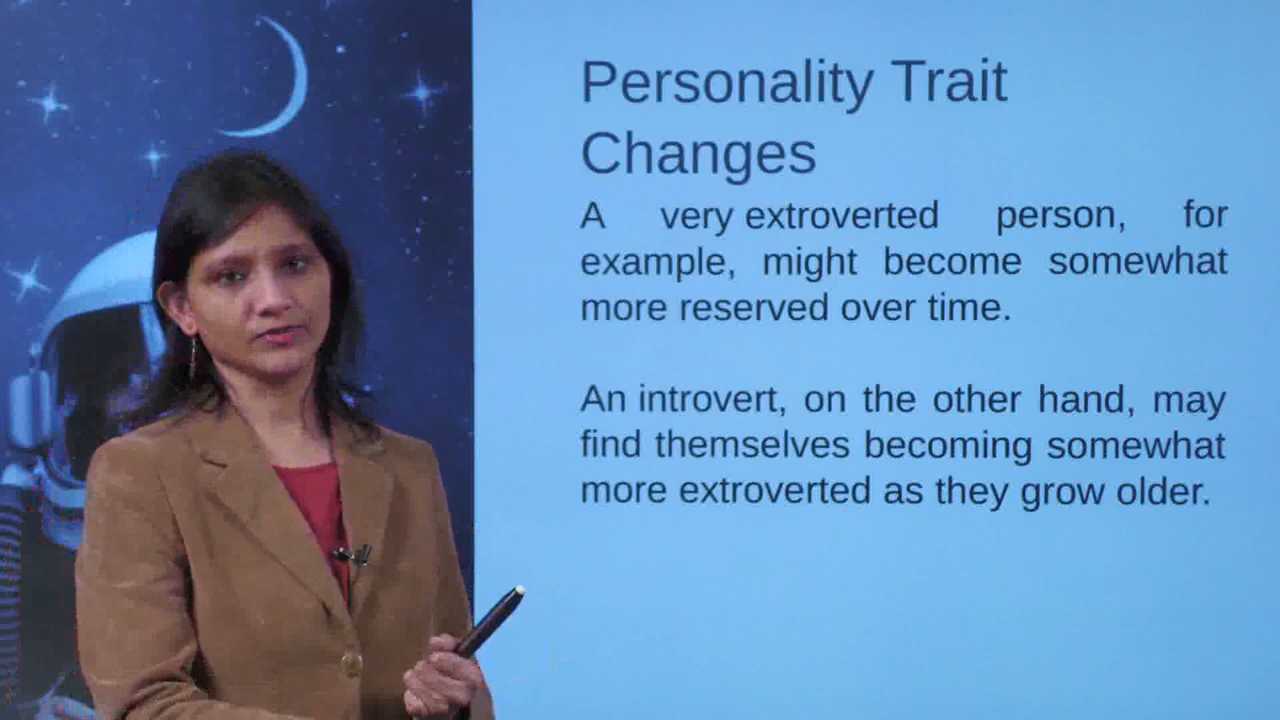 Personality Trait
Changes
A very extroverted person, for
example, might become somewhat
more reserved over time.
An introvert, on the other hand, may
find themselves becoming somewhat
more extroverted as they grow older.